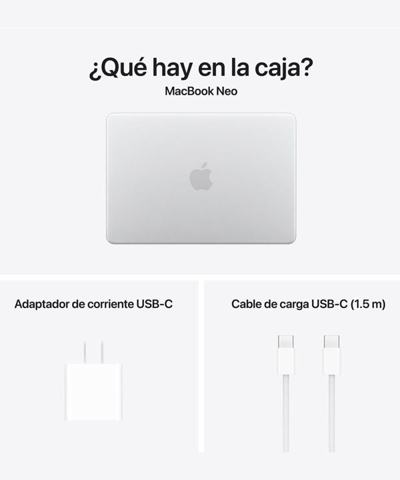 ¿Qué hay en la caja?
MacBook Neo
Adaptador de corriente USB-C
Cable de carga USB-C (1.5 m)